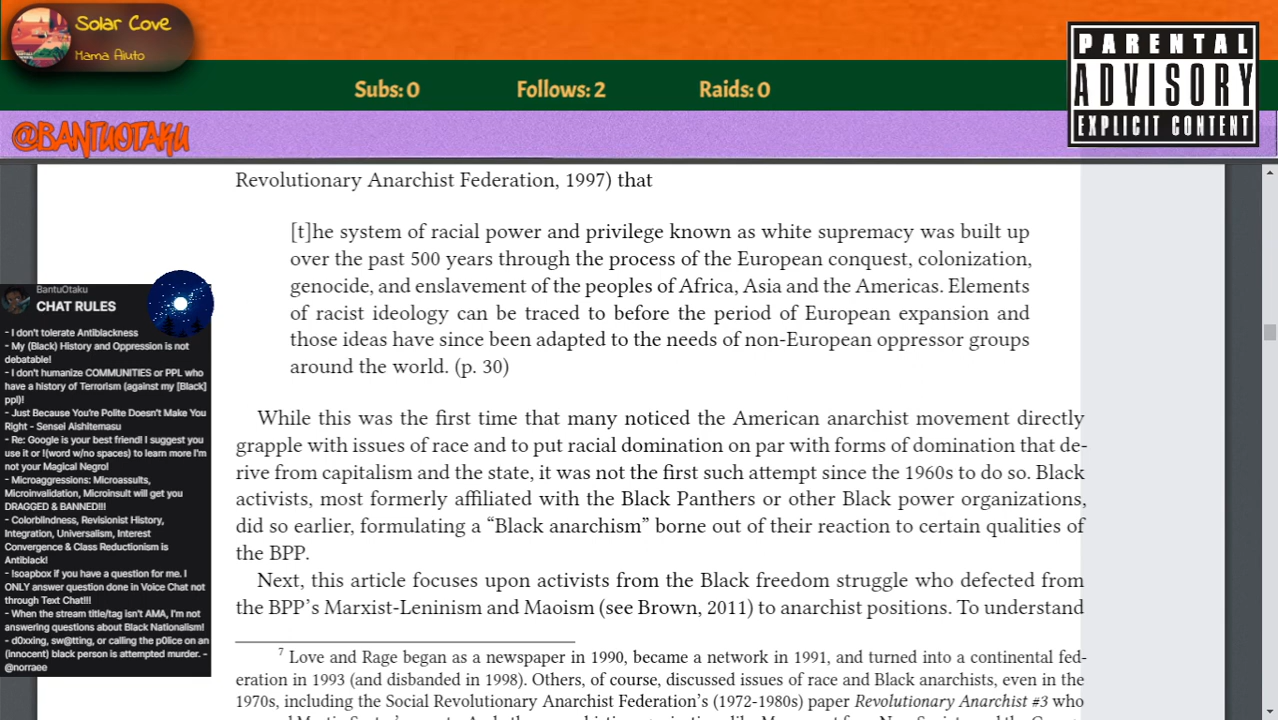 Solar Cove
Mama Aiuto
Subs: 0
Follows: 2
Raids: 0
PARENTAL
ADVISORY
EXPLICIT CONTENT
@BANTUOTAKU
Revolutionary Anarchist Federation, 1997) that
[t]he system of racial power and privilege known as white supremacy was built up
over the past 500 years through the process of the European conquest, colonization,
genocide, and enslavement of the peoples of Africa, Asia and the Americas. Elements
of racist ideology can be traced to before the period of European expansion and
those ideas have since been adapted to the needs of non-European oppressor groups
around the world. (p. 30)
While this was the first time that many noticed the American anarchist movement directly
grapple with issues of race and to put racial domination on par with forms of domination that de-
rive from capitalism and the state, it was not the first such attempt since the 1960s to do so. Black
activists, most formerly affiliated with the Black Panthers or other Black power organizations,
did so earlier, formulating a “Black anarchism” borne out of their reaction to certain qualities of
the BPP.
Next, this article focuses upon activists from the Black freedom struggle who defected from
the BPP’s Marxist-Leninism and Maoism (see Brown, 2011) to anarchist positions. To understand
7 Love and Rage began as a newspaper in 1990, became a network in 1991, and turned into a continental fed-
eration in 1993 (and disbanded in 1998). Others, of course, discussed issues of race and Black anarchists, even in the
1970s, including the Social Revolutionary Anarchist Federation’s (1972-1980s) paper Revolutionary Anarchist #3 who
BantuOtaku
CHAT RULES
- I don't tolerate Antiblackness
- My (Black) History and Oppression is not
debatable!
- I don't humanize COMMUNITIES or PPL who
have a history of Terrorism (against my [Black]
ppl)!
- Just Because You're Polite Doesn't Make You
Right - Sensei Aishitemasu
- Re: Google is your best friend! I suggest you
use it or !(word w/no spaces) to learn more I'm
not your Magical Negro!
- Microaggressions: Microassults,
Microinvalidation, Microinsult will get you
DRAGGED & BANNED!!!
- Colorblindness, Revisionist History,
Integration, Universalism, Interest
Convergence & Class Reductionism is
Antiblack!
- !soapbox if you have a question for me. I
ONLY answer question done in Voice Chat not
through Text Chat!!!
- When the stream title/tag isn't AMA, I'm not
answering questions about Black Nationalism!
- d0xxing, sw@tting, or calling the p0lice on an
(innocent) black person is attempted murder. -
@norraee